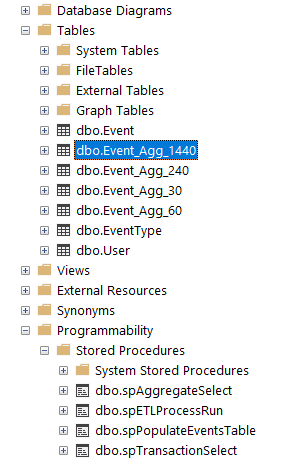 Database Diagrams
Tables
System Tables
FileTables
External Tables
Graph Tables
dbo.Event
dbo.Event_Agg_1440
dbo.Event_Agg_240
dbo.Event_Agg_30
dbo.Event_Agg_60
dbo.EventType
dbo.User
Views
External Resources
Synonyms
Programmability
Stored Procedures
System Stored Procedures
dbo.spAggregateSelect
dbo.spETLProcessRun
dbo.spPopulateEventsTable
dbo.spTransactionSelect